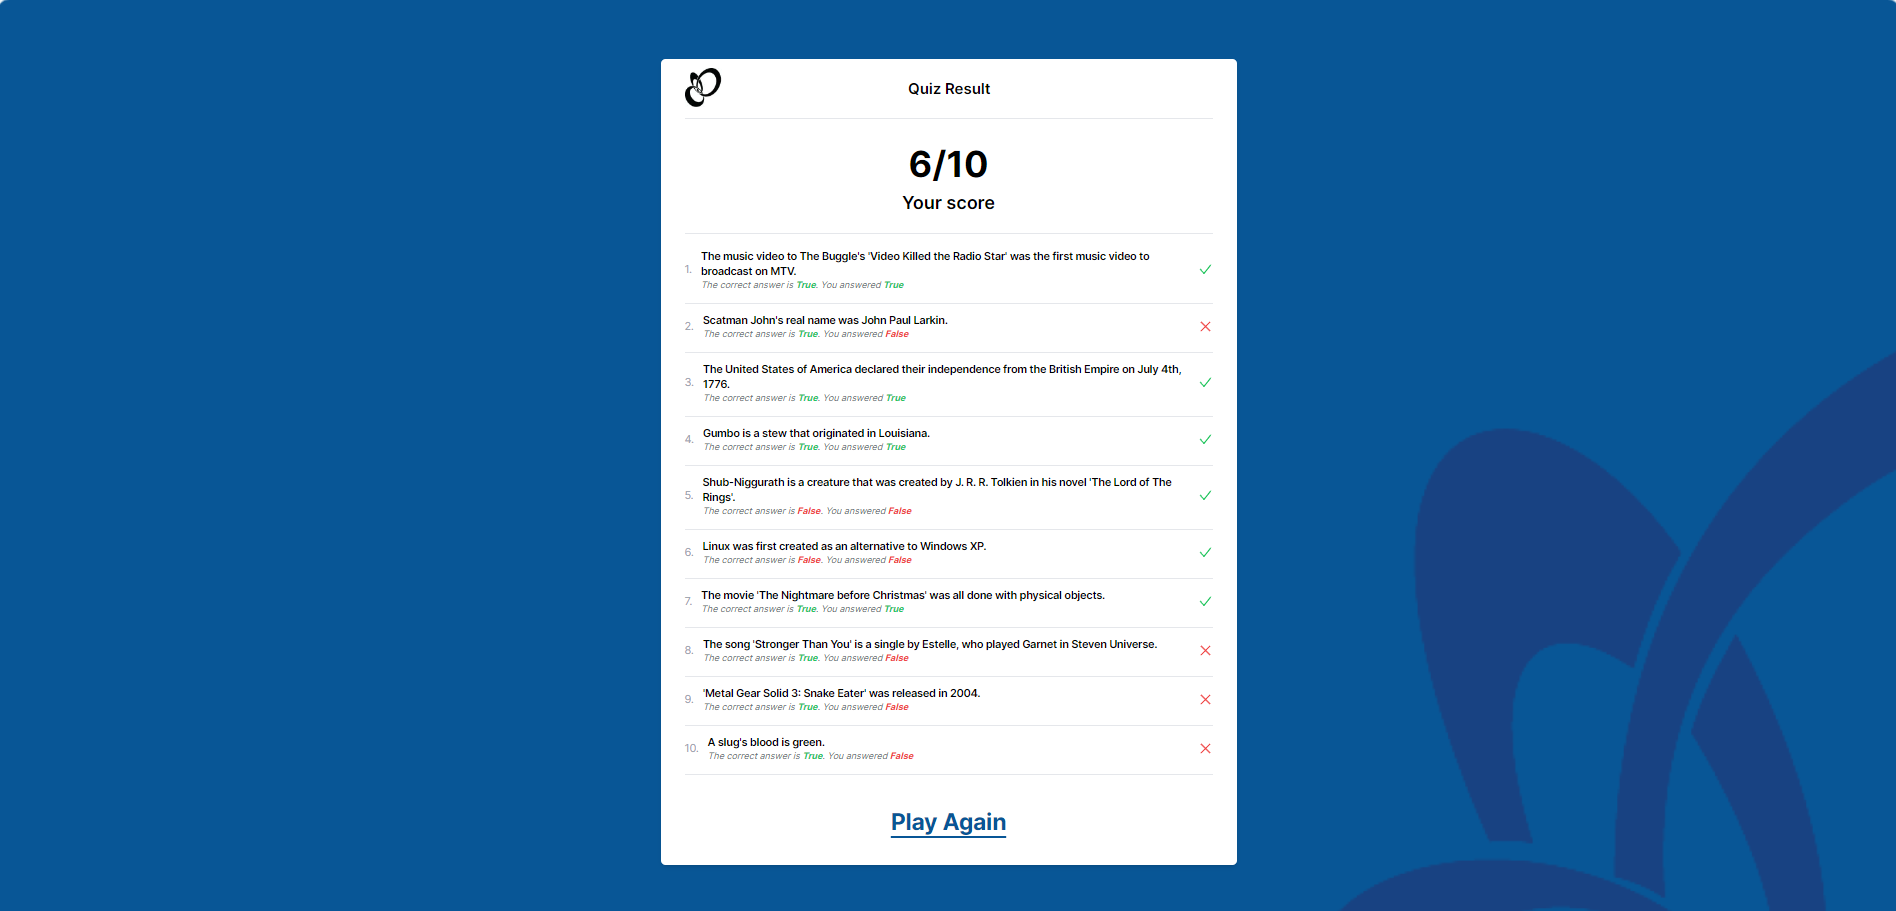 Quiz Result
6/10
Your score
1.
The music video to The Buggle's 'Video Killed the Radio Star' was the first music video to
broadcast on MTV.
The correct answer is True. You answered True
2.
Scatman John's real name was John Paul Larkin.
The correct answer is True. You answered False
3.
The United States of America declared their independence from the British Empire on July 4th,
1776.
The correct answer is True. You answered True
4.
Gumbo is a stew that originated in Louisiana.
The correct answer is True. You answered True
5.
Shub-Niggurath is a creature that was created by J. R. R. Tolkien in his novel 'The Lord of The
Rings'.
The correct answer is False. You answered False
6.
Linux was first created as an alternative to Windows XP.
The correct answer is False. You answered False
7.
The movie 'The Nightmare before Christmas' was all done with physical objects.
The correct answer is True. You answered True
8.
The song 'Stronger Than You' is a single by Estelle, who played Garnet in Steven Universe.
The correct answer is True. You answered False
9.
'Metal Gear Solid 3: Snake Eater' was released in 2004.
The correct answer is True. You answered False
10.
A slug's blood is green.
The correct answer is True. You answered False
Play Again